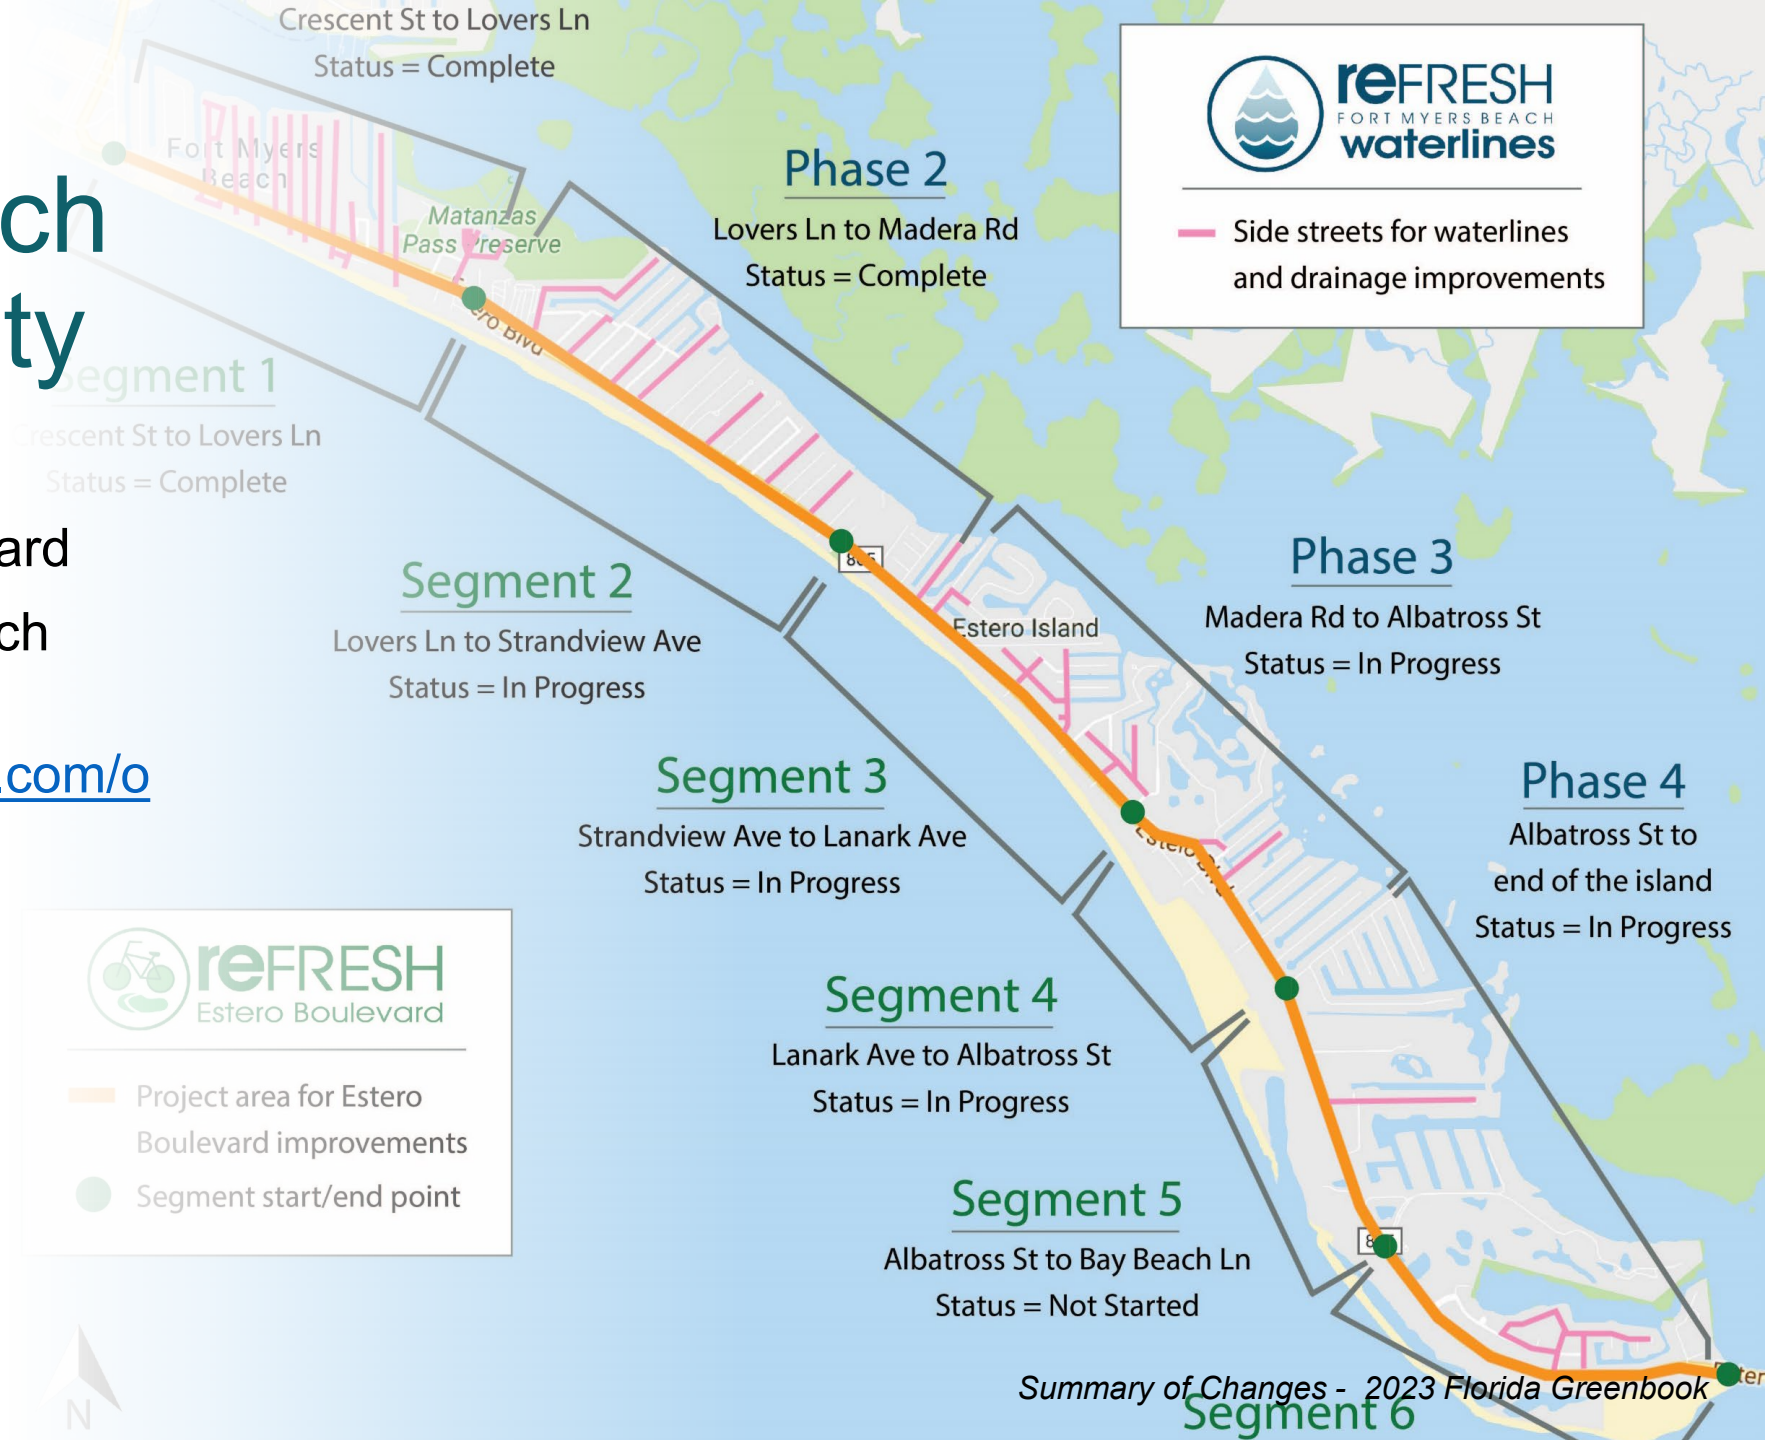 Crescent St to Lovers Ln
Status = Complete
reFRESH
FORT MYERS BEACH
waterlines
Side streets for waterlines
and drainage improvements
Fort Myers
Beach
Matanzas
Pass Preserve
Phase 2
Lovers Ln to Madera Rd
Status = Complete
ch
ty
ero Blvd
Segment 1
Crescent St to Lovers Ln
Status = Complete
ard
ch
.com/o
Segment 2
Lovers Ln to Strandview Ave
Status = In Progress
Estero Island
Phase 3
Madera Rd to Albatross St
Status = In Progress
Segment 3
Strandview Ave to Lanark Ave
Status = In Progress
Phase 4
Albatross St to
end of the island
Status = In Progress
reFRESH
Estero Boulevard
Project area for Estero
Boulevard improvements
Segment start/end point
Segment 4
Lanark Ave to Albatross St
Status = In Progress
Segment 5
Albatross St to Bay Beach Ln
Status = Not Started
N
Summary of Changes - 2023 Florida Greenbook
Segment 6